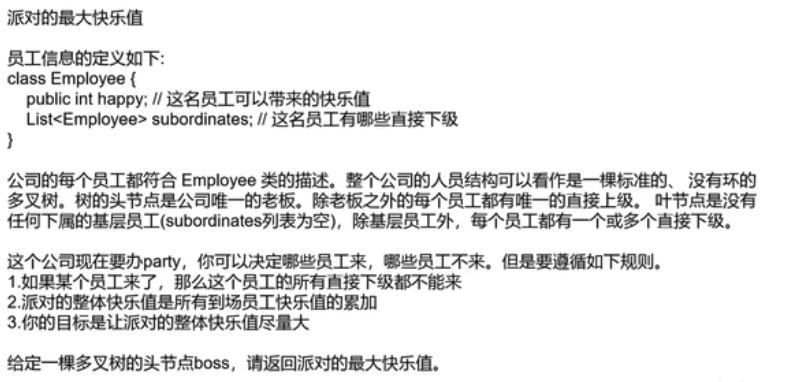 派对的最大快乐值
员工信息的定义如下:
class Employee {
public int happy; // 这名员工可以带来的快乐值
List<Employee> subordinates; // 这名员工有哪些直接下级
}
公司的每个员工都符合 Employee 类的描述。整个公司的人员结构可以看作是一棵标准的、 没有环的
多叉树。树的头节点是公司唯一的老板。除老板之外的每个员工都有唯一的直接上级。 叶节点是没有
任何下属的基层员工(subordinates列表为空)，除基层员工外，每个员工都有一个或多个直接下级。
这个公司现在要办party，你可以决定哪些员工来，哪些员工不来。但是要遵循如下规则。
1.如果某个员工来了，那么这个员工的所有直接下级都不能来
2.派对的整体快乐值是所有到场员工快乐值的累加
3.你的目标是让派对的整体快乐值尽量大
给定一棵多叉树的头节点boss，请返回派对的最大快乐值。